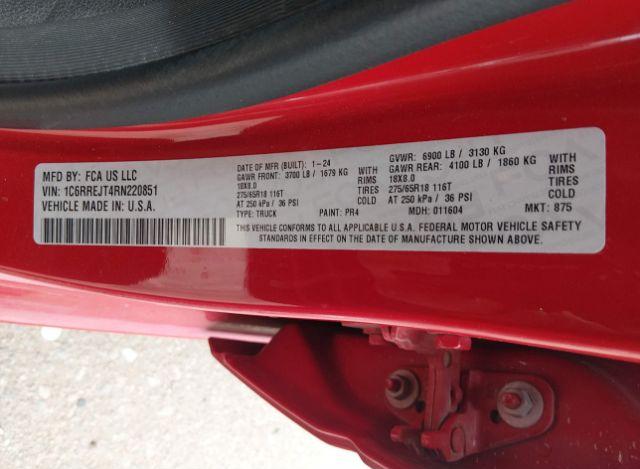 MFD BY: FCA US LLC
VIN: 1C6RREJT4RN220851
VEHICLE MADE IN: U.S.A.
DATE OF MFR (BUILT): 1-24
GAWR FRONT: 3700 LB / 1679 KG
18X8.0 RIMS
275/65R18 116T TIRES
AT 250 kPa / 36 PSI COLD
TYPE: TRUCK PAINT: PR4
GVWR: 6900 LB / 3130 KG
GAWR REAR: 4100 LB / 1860 KG
18X8.0 RIMS
275/65R18 116T TIRES
AT 250 kPa / 36 PSI COLD
MDH: 011604 MKT: 875
THIS VEHICLE CONFORMS TO ALL APPLICABLE U.S.A. FEDERAL MOTOR VEHICLE SAFETY
STANDARDS IN EFFECT ON THE DATE OF MANUFACTURE SHOWN ABOVE.